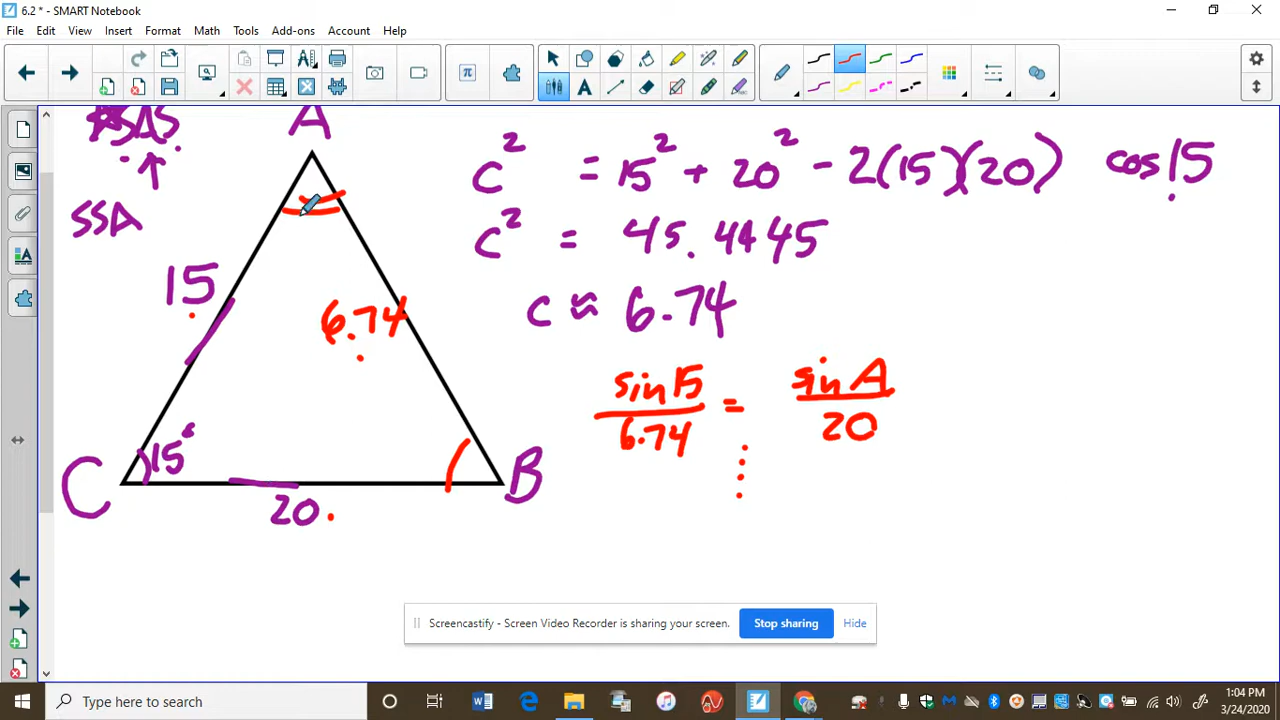 6.2 * - SMART Notebook
File Edit View Insert Format Math Tools Add-ons Account Help
SAS
SSA
A
15
6.74
C
15°
20
B
c² = 15² + 20² - 2(15)(20) cos 15
c² = 45.4445
c ≈ 6.74
sin 15 = sin A
6.74 20
Screencastify - Screen Video Recorder is sharing your screen. Stop sharing Hide
Type here to search
1:04 PM
3/24/2020